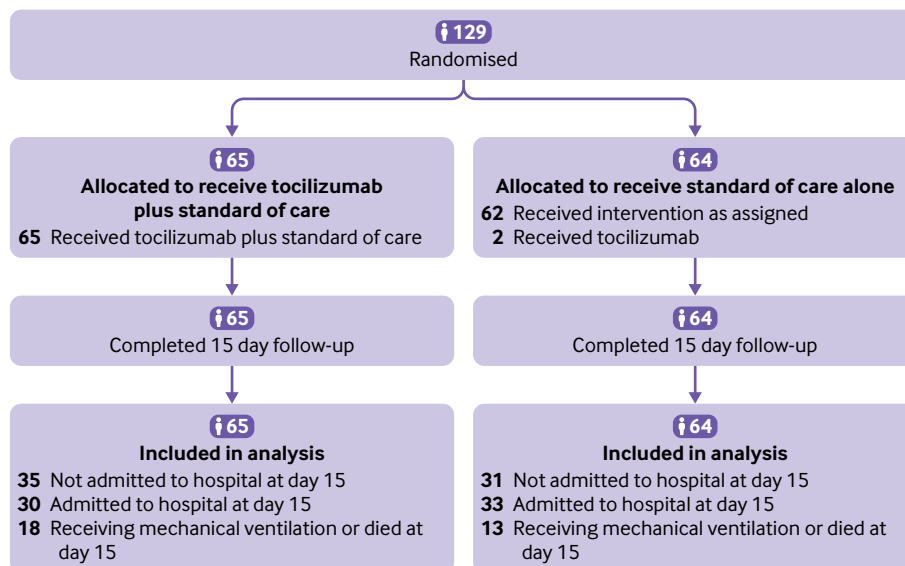 129
Randomised
65
Allocated to receive tocilizumab
plus standard of care
65 Received tocilizumab plus standard of care
64
Allocated to receive standard of care alone
62 Received intervention as assigned
2 Received tocilizumab
65
Completed 15 day follow-up
64
Completed 15 day follow-up
65
Included in analysis
35 Not admitted to hospital at day 15
30 Admitted to hospital at day 15
18 Receiving mechanical ventilation or died at
day 15
64
Included in analysis
31 Not admitted to hospital at day 15
33 Admitted to hospital at day 15
13 Receiving mechanical ventilation or died at
day 15